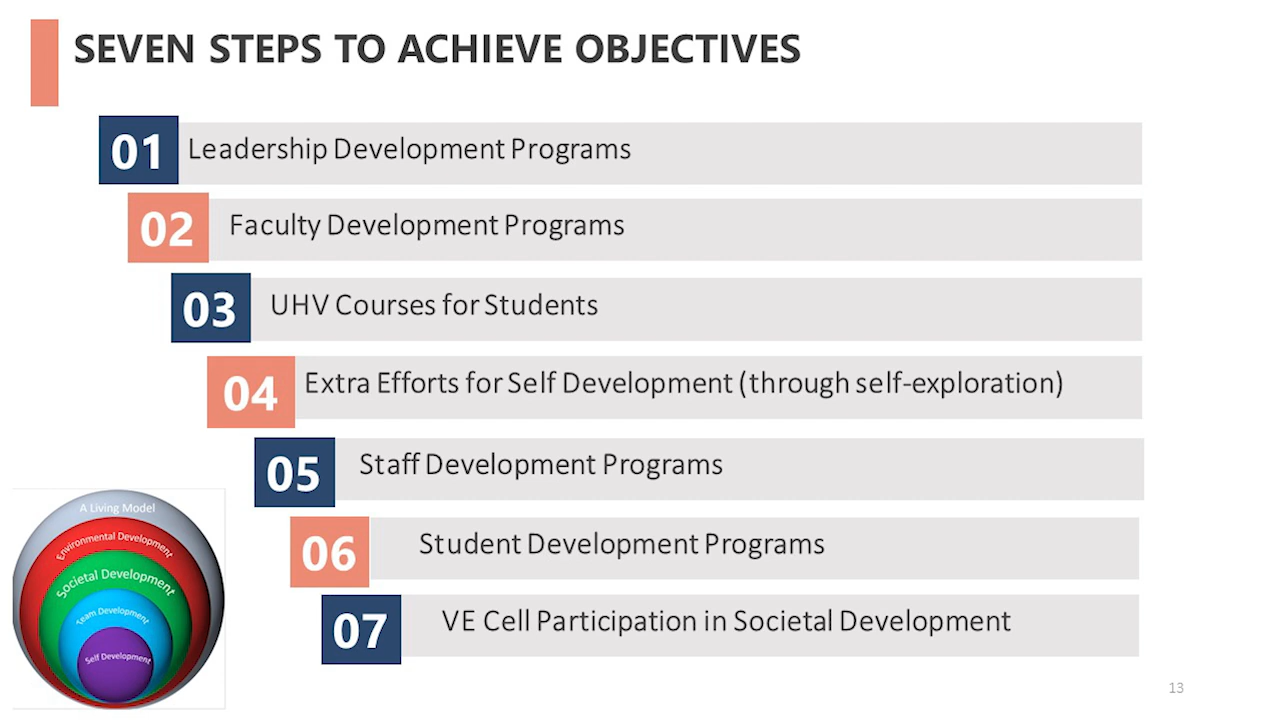 SEVEN STEPS TO ACHIEVE OBJECTIVES
01 Leadership Development Programs
02 Faculty Development Programs
03 UHV Courses for Students
04 Extra Efforts for Self Development (through self-exploration)
05 Staff Development Programs
06 Student Development Programs
07 VE Cell Participation in Societal Development
A Living Model
Environmental Development
Societal Development
Team Development
Self Development
13